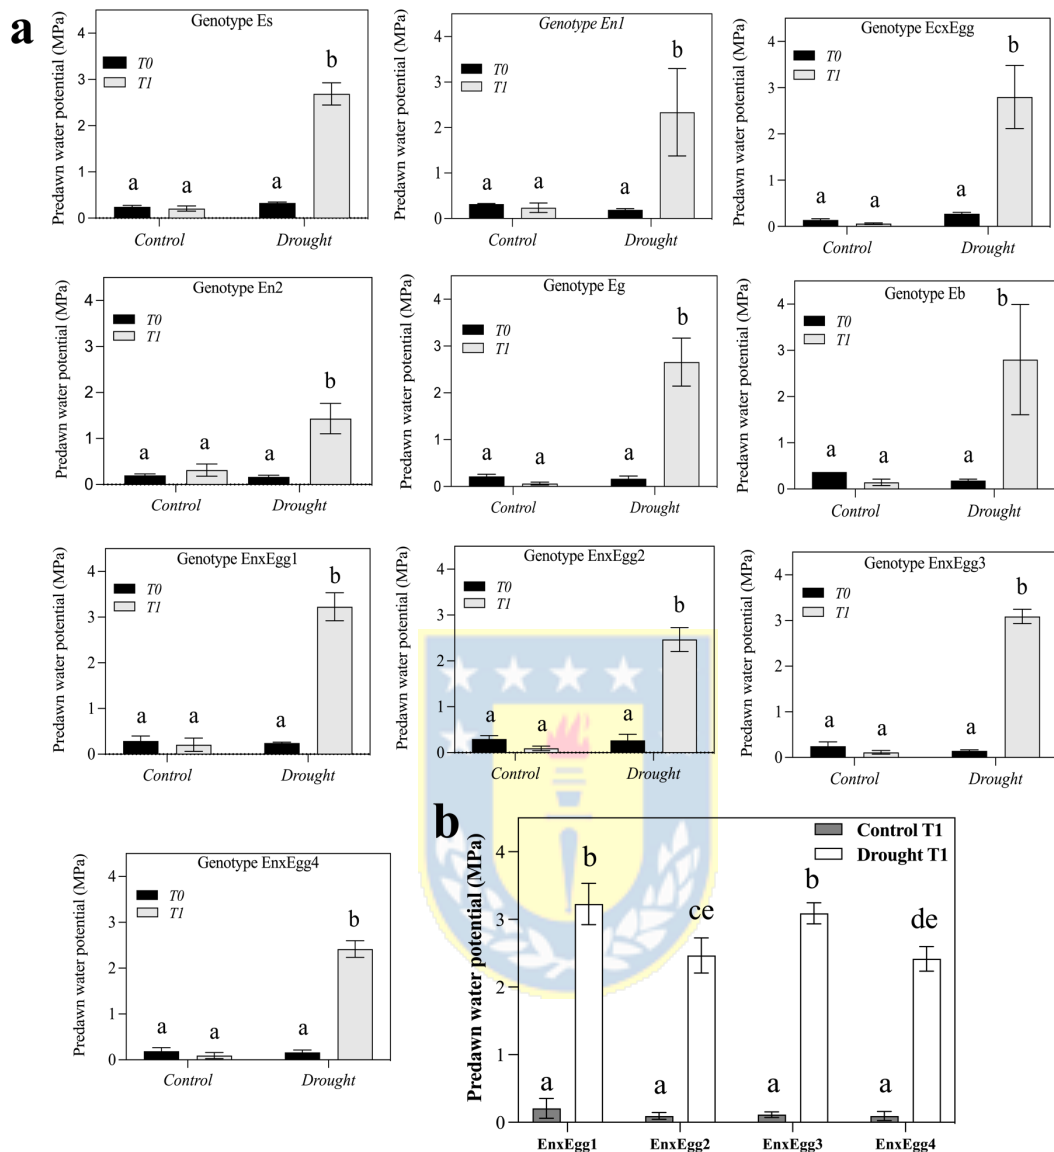 a
Genotype Es
Predawn water potential (MPa)
4
3
2
1
0
T0
T1
a
a
a
b
Control
Drought
Genotype En1
Predawn water potential (MPa)
4
3
2
1
0
T0
T1
a
a
a
b
Control
Drought
Genotype EcxEgg
Predawn water potential (MPa)
4
3
2
1
0
T0
T1
a
a
a
b
Control
Drought
Genotype En2
Predawn water potential (MPa)
4
3
2
1
0
T0
T1
a
a
a
b
Control
Drought
Genotype Eg
Predawn water potential (MPa)
4
3
2
1
0
T0
T1
a
a
a
b
Control
Drought
Genotype Eb
Predawn water potential (MPa)
4
3
2
1
0
T0
T1
a
a
a
b
Control
Drought
Genotype EnxEgg1
Predawn water potential (MPa)
4
3
2
1
0
T0
T1
a
a
a
b
Control
Drought
Genotype EnxEgg2
Predawn water potential (MPa)
4
3
2
1
0
T0
T1
a
a
a
b
Control
Drought
Genotype EnxEgg3
Predawn water potential (MPa)
4
3
2
1
0
T0
T1
a
a
a
b
Control
Drought
Genotype EnxEgg4
Predawn water potential (MPa)
4
3
2
1
0
T0
T1
a
a
a
b
Control
Drought
b
Predawn water potential (MPa)
4
3
2
1
0
Control T1
Drought T1
a
b
a
ce
a
b
a
de
EnxEgg1
EnxEgg2
EnxEgg3
EnxEgg4